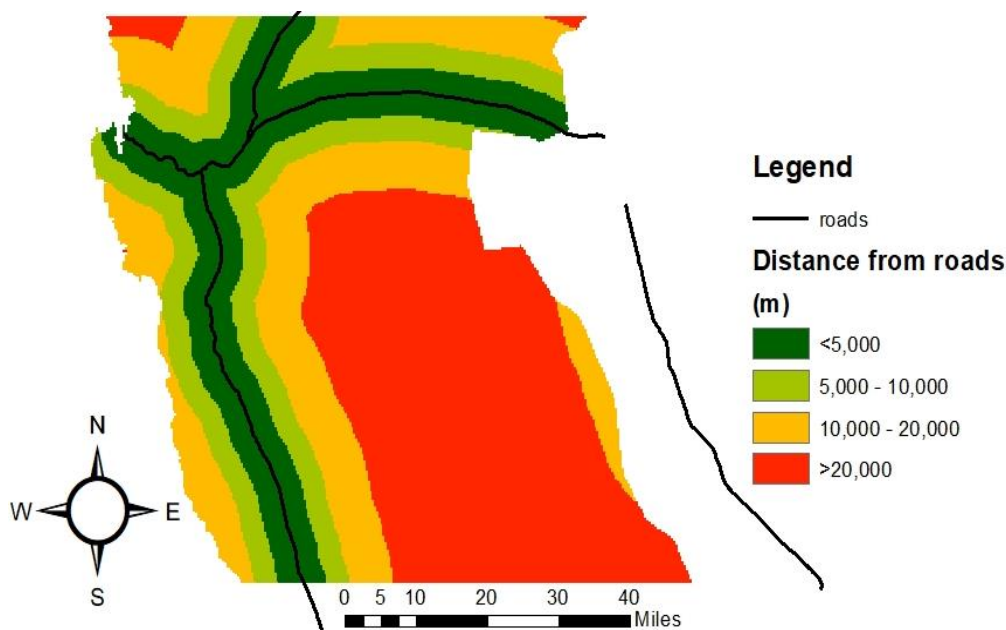 Legend
roads
Distance from roads
(m)
<5,000
5,000 - 10,000
10,000 - 20,000
>20,000
N
W E
S
0 5 10 20 30 40
Miles